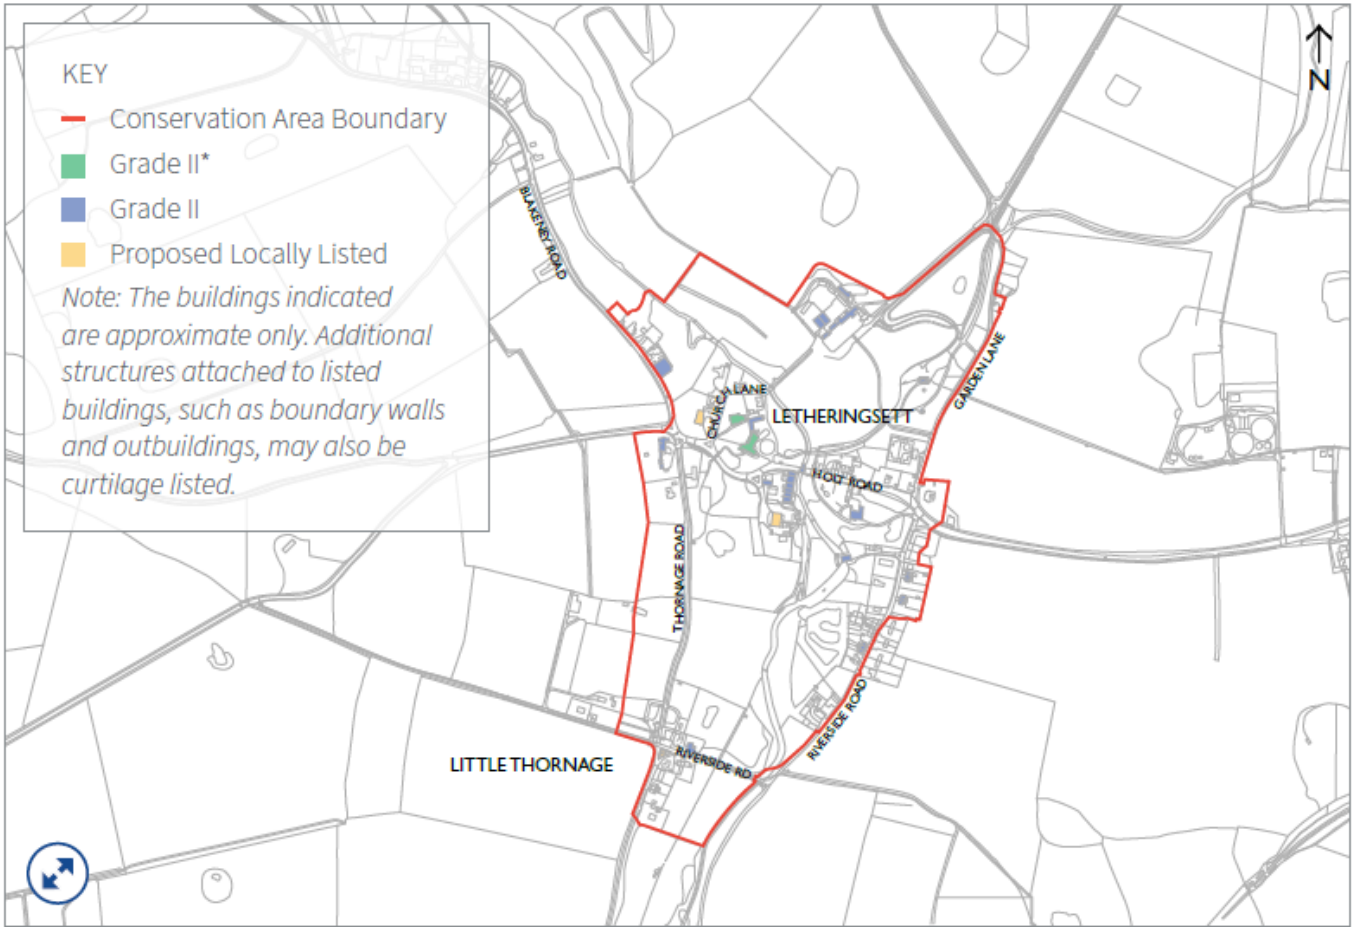 KEY
Conservation Area Boundary
Grade II*
Grade II
Proposed Locally Listed
Note: The buildings indicated
are approximate only. Additional
structures attached to listed
buildings, such as boundary walls
and outbuildings, may also be
curtilage listed.
N
BLAKENEY ROAD
CHURCH LANE
LETHERINGSETT
GARDEN LANE
HOLT ROAD
THORNAGE ROAD
RIVERSIDE ROAD
RIVERSIDE RD
LITTLE THORNAGE